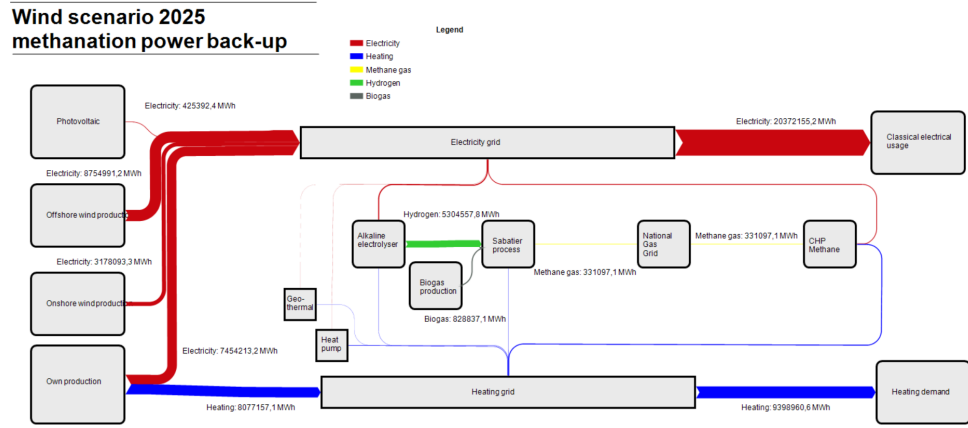 Wind scenario 2025
methanation power back-up
Legend
Electricity
Heating
Methane gas
Hydrogen
Biogas
Electricity: 425392,4 MWh
Photovoltaic
Electricity: 20372155,2 MWh
Electricity grid
Classical electrical
usage
Electricity: 8754991,2 MWh
Offshore wind production
Hydrogen: 5304557,8 MWh
Alkaline
electrolyser
Sabatier
process
National
Gas
Grid
Methane gas: 331097,1 MWh
CHP
Methane
Electricity: 3178093,3 MWh
Methane gas: 331097,1 MWh
Biogas
production
Onshore wind production
Geo-
thermal
Biogas: 828837,1 MWh
Heat
pump
Electricity: 7454213,2 MWh
Own production
Heating grid
Heating demand
Heating: 8077157,1 MWh
Heating: 9398960,6 MWh